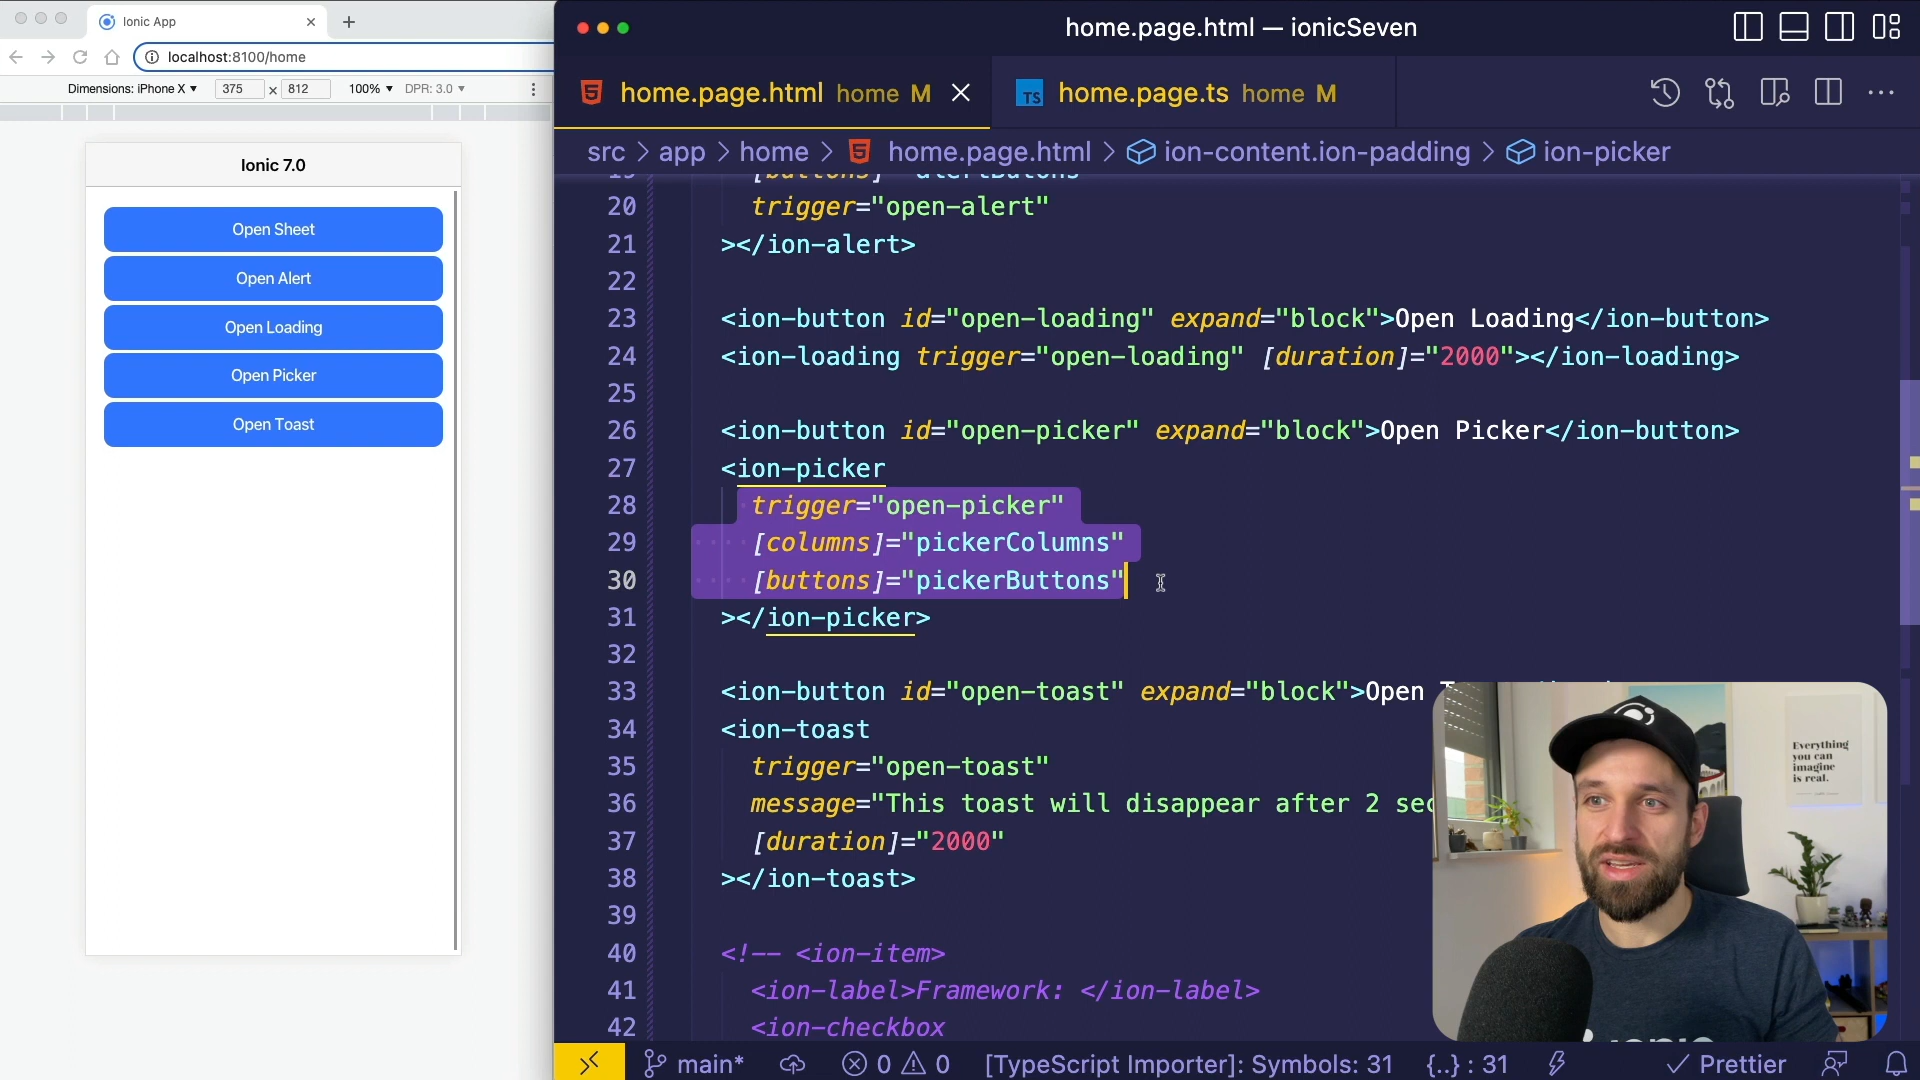 Ionic App
localhost:8100/home
Dimensions: iPhone X ▾ 375 × 812 100% ▾ DPR: 3.0 ▾
Ionic 7.0
Open Sheet
Open Alert
Open Loading
Open Picker
Open Toast
home.page.html — ionicSeven
home.page.html home M
home.page.ts home M
src > app > home > home.page.html > ion-content.ion-padding > ion-picker
20 trigger="open-alert"
21 ></ion-alert>
22
23 <ion-button id="open-loading" expand="block">Open Loading</ion-button>
24 <ion-loading trigger="open-loading" [duration]="2000"></ion-loading>
25
26 <ion-button id="open-picker" expand="block">Open Picker</ion-button>
27 <ion-picker
28 trigger="open-picker"
29 [columns]="pickerColumns"
30 [buttons]="pickerButtons"
31 ></ion-picker>
32
33 <ion-button id="open-toast" expand="block">Open
34 <ion-toast
35 trigger="open-toast"
36 message="This toast will disappear after 2 sec
37 [duration]="2000"
38 ></ion-toast>
39
40 <!-- <ion-item>
41 <ion-label>Framework: </ion-label>
42 <ion-checkbox
Everything
you can
imagine
is real.
main* 0 0 [TypeScript Importer]: Symbols: 31 {..} : 31 Prettier